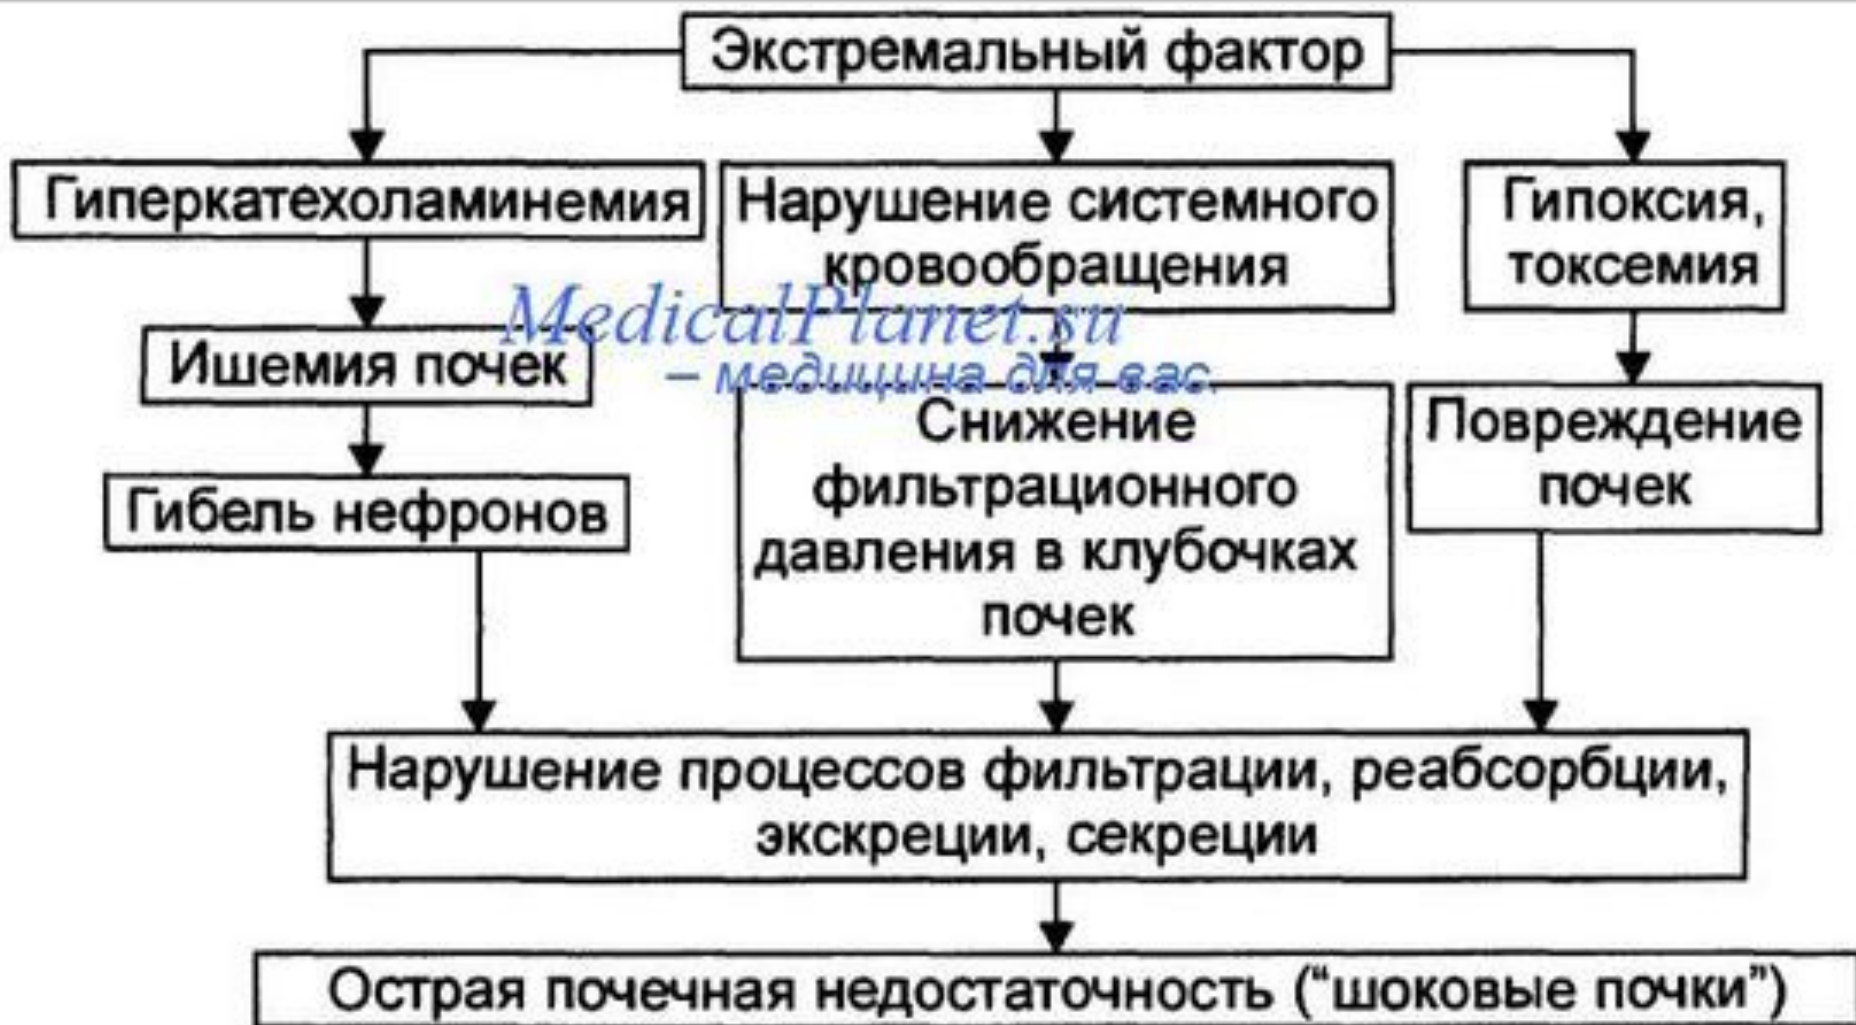 Экстремальный фактор
Гиперкатехоламинемия
Нарушение системного
кровообращения
Гипоксия,
токсемия
MedicalPlanet.su
– медицина для вас.
Ишемия почек
Гибель нефронов
Снижение
фильтрационного
давления в клубочках
почек
Повреждение
почек
Нарушение процессов фильтрации, реабсорбции,
экскреции, секреции
Острая почечная недостаточность (“шоковые почки”)